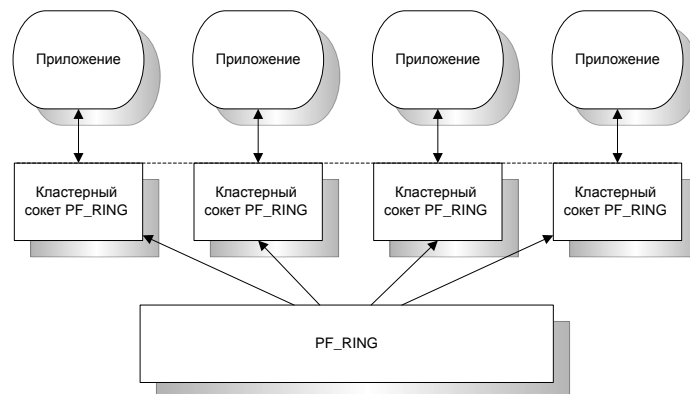 Приложение
Приложение
Приложение
Приложение
Кластерный
сокет PF_RING
Кластерный
сокет PF_RING
Кластерный
сокет PF_RING
Кластерный
сокет PF_RING
PF_RING